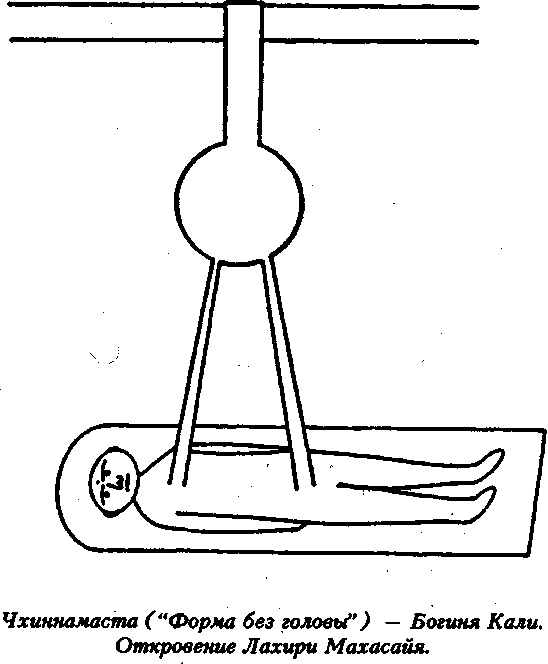 Чхиннамаста (“Форма без головы”) — Богиня Кали.
Откровение Лахири Махасайя.